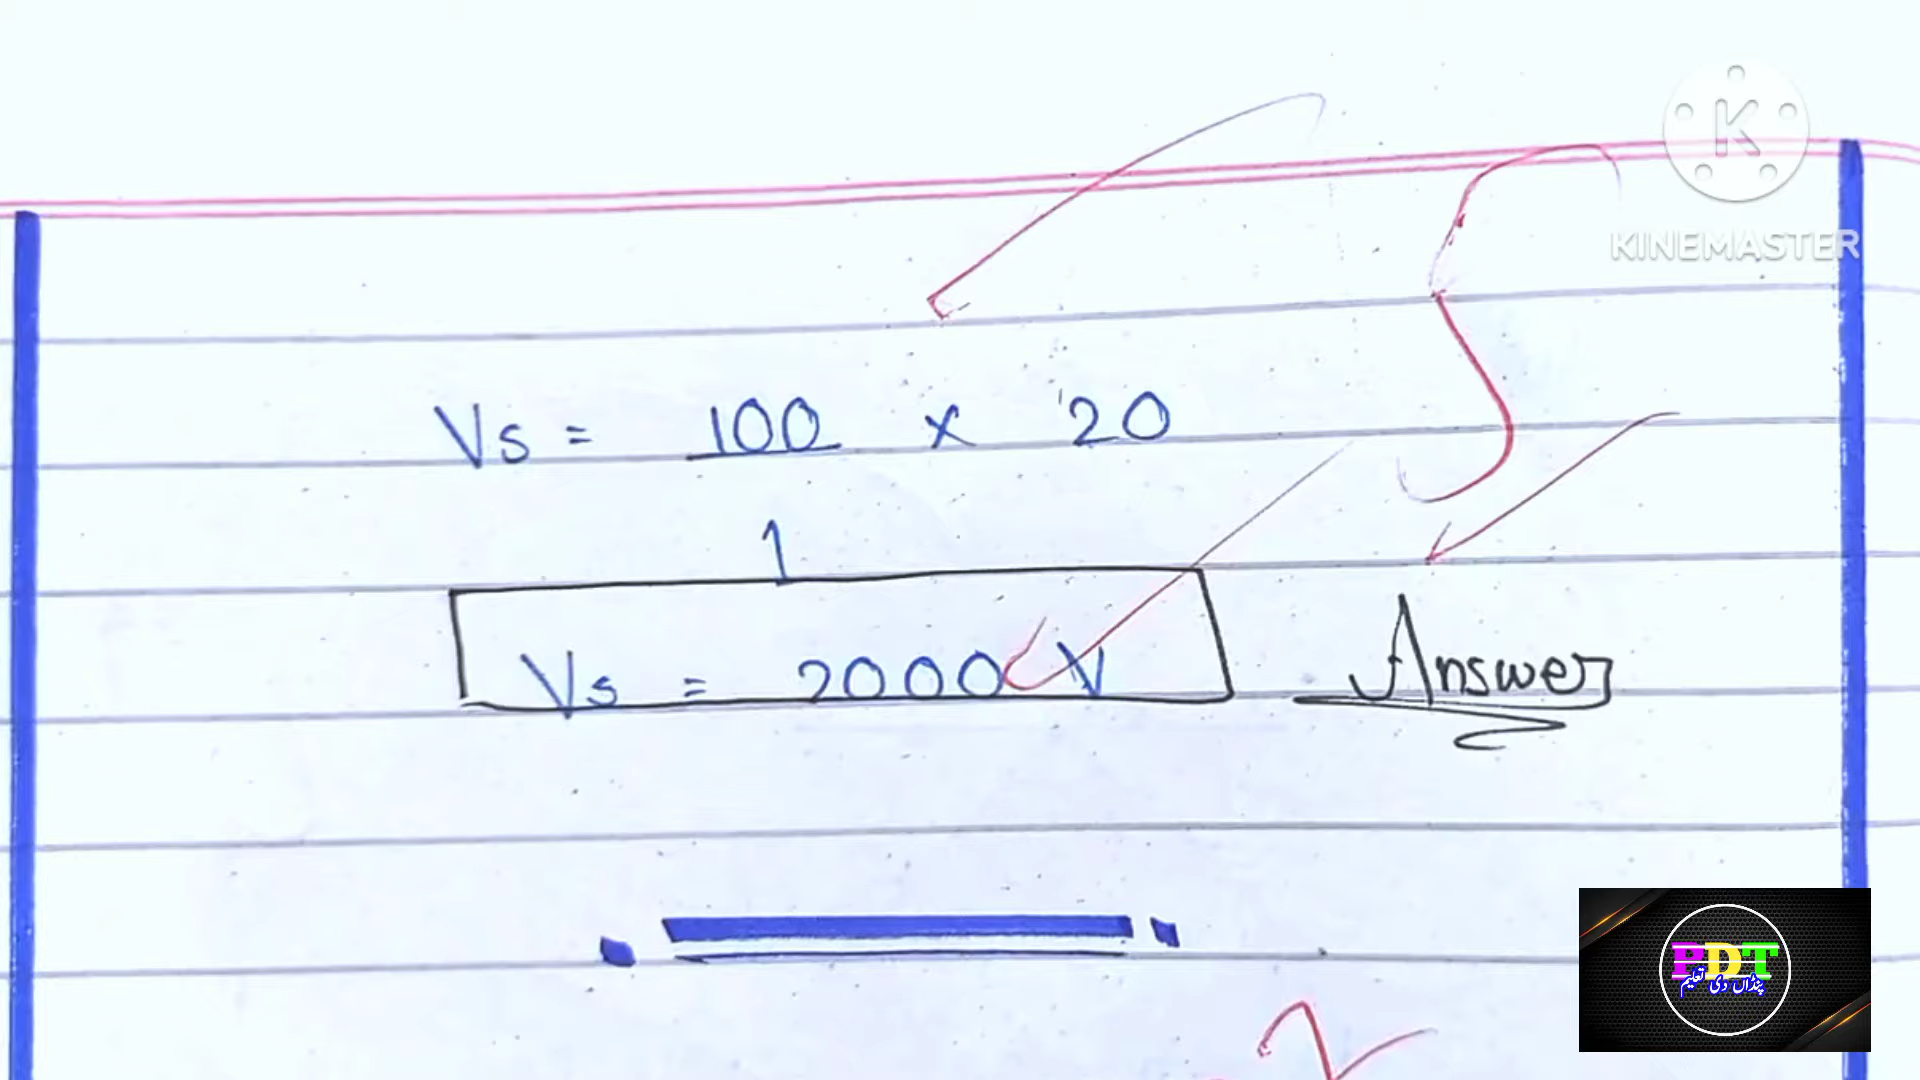 KINEMASTER
Vs = 100 x 20
1
Vs = 2000 V Answer
PDT
پنڈاں دی تعلیم